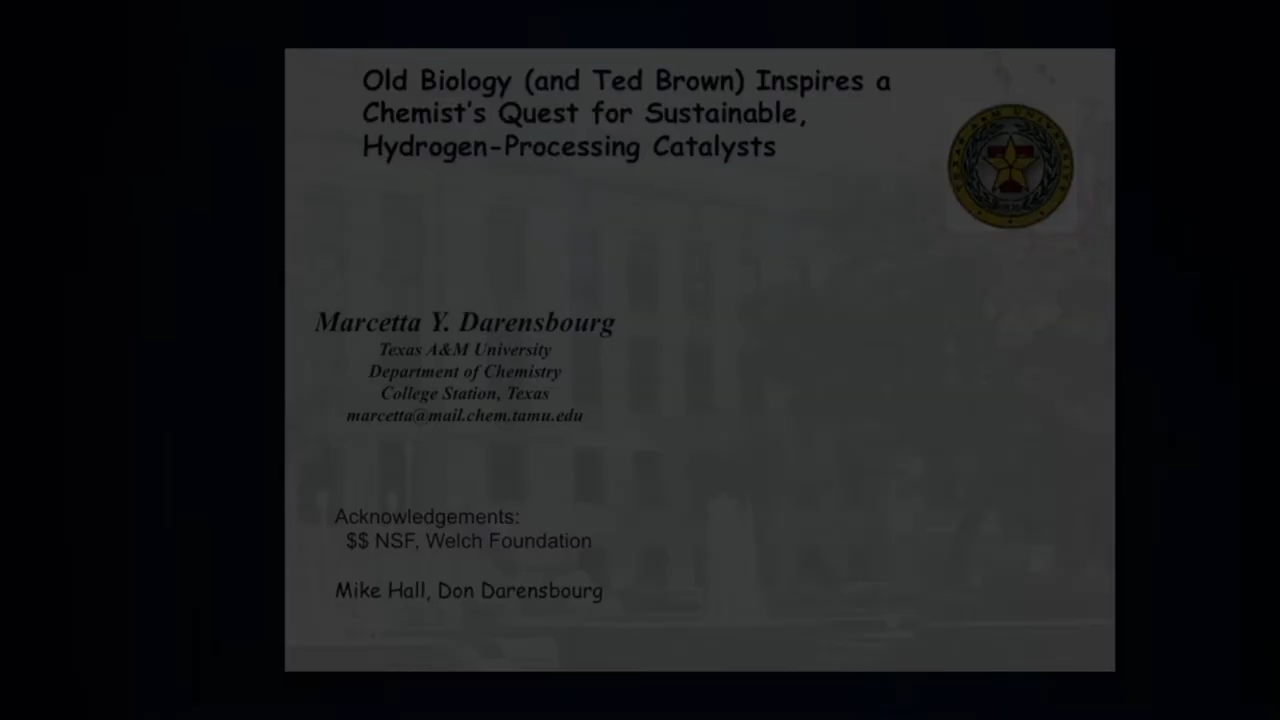 Old Biology (and Ted Brown) Inspires a
Chemist's Quest for Sustainable,
Hydrogen-Processing Catalysts
Marcetta Y. Darensbourg
Texas A&M University
Department of Chemistry
College Station, Texas
marcetta@mail.chem.tamu.edu
Acknowledgements:
$$ NSF, Welch Foundation
Mike Hall, Don Darensbourg